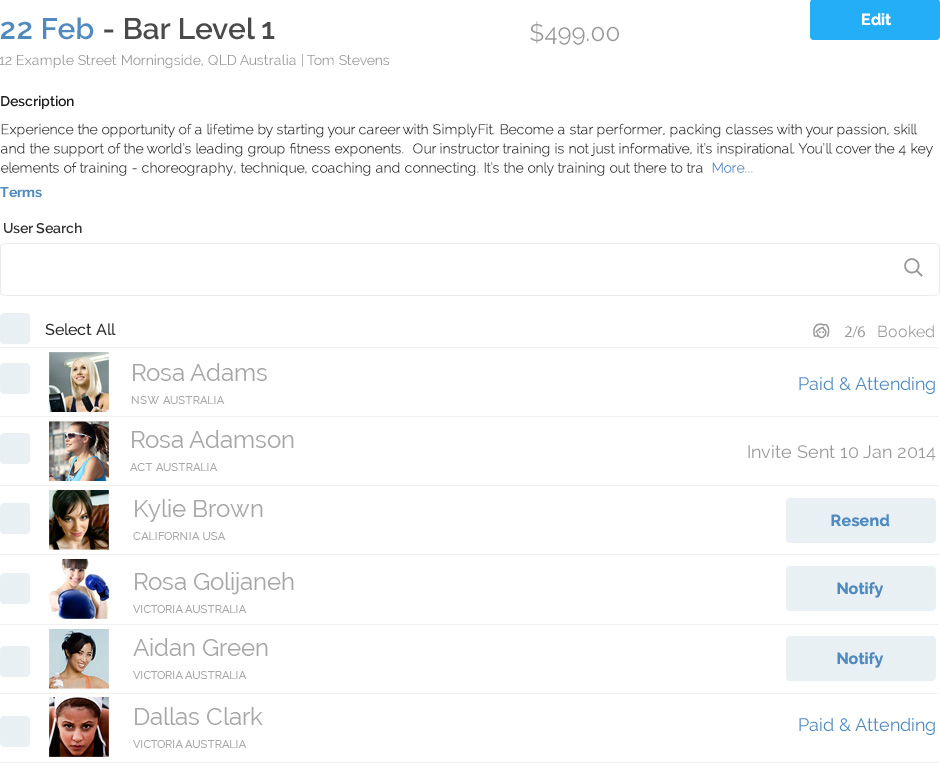 22 Feb - Bar Level 1
$499.00
Edit
12 Example Street Morningside, QLD Australia | Tom Stevens
Description
Experience the opportunity of a lifetime by starting your career with SimplyFit. Become a star performer, packing classes with your passion, skill
and the support of the world's leading group fitness exponents. Our instructor training is not just informative, it's inspirational. You'll cover the 4 key
elements of training - choreography, technique, coaching and connecting. It's the only training out there to tra More...
Terms
User Search
Select All
2/6 Booked
Rosa Adams
NSW AUSTRALIA
Paid & Attending
Rosa Adamson
ACT AUSTRALIA
Invite Sent 10 Jan 2014
Kylie Brown
CALIFORNIA USA
Resend
Rosa Golijaneh
VICTORIA AUSTRALIA
Notify
Aidan Green
VICTORIA AUSTRALIA
Notify
Dallas Clark
VICTORIA AUSTRALIA
Paid & Attending